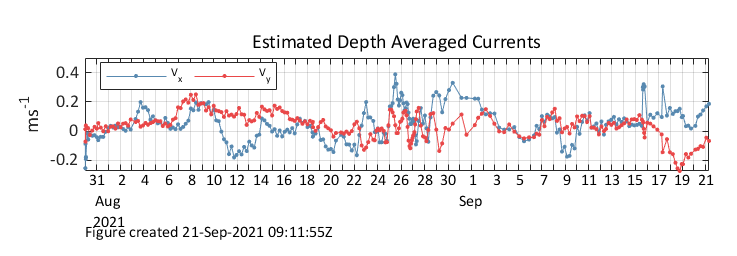 Estimated Depth Averaged Currents
Vx Vy
ms-1
0.4
0.2
0
-0.2
31 2 4 6 8 10 12 14 16 18 20 22 24 26 28 30 1 3 5 7 9 11 13 15 17 19 21
Aug Sep
2021
Figure created 21-Sep-2021 09:11:55Z